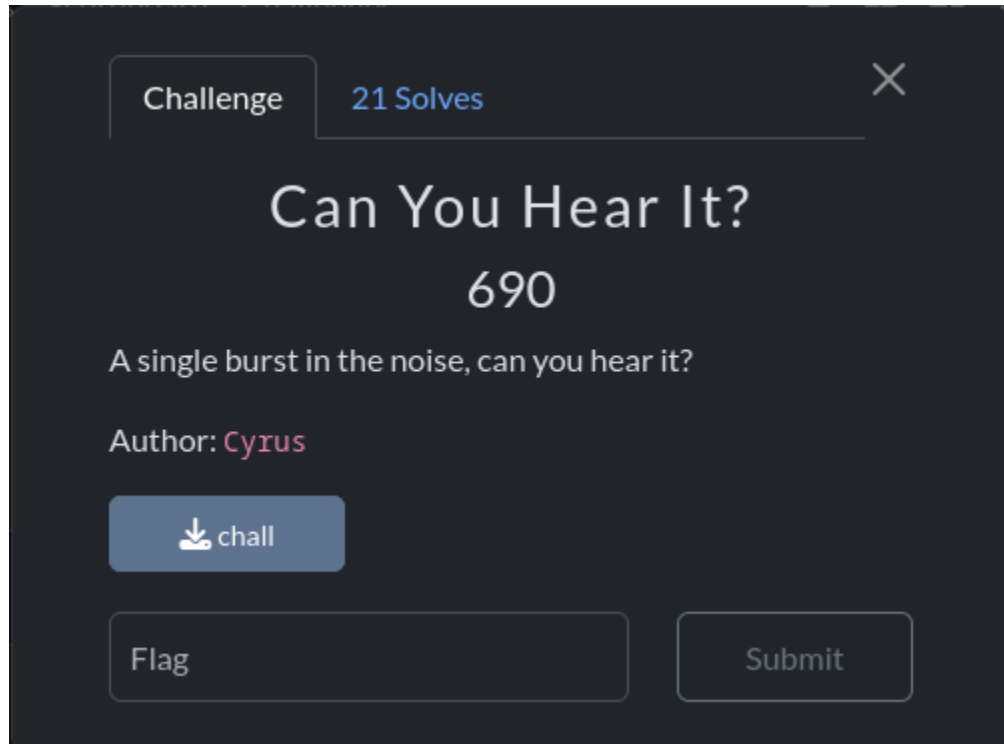 Challenge
21 Solves
Can You Hear It?
690
A single burst in the noise, can you hear it?
Author: Cyrus
chall
Flag
Submit